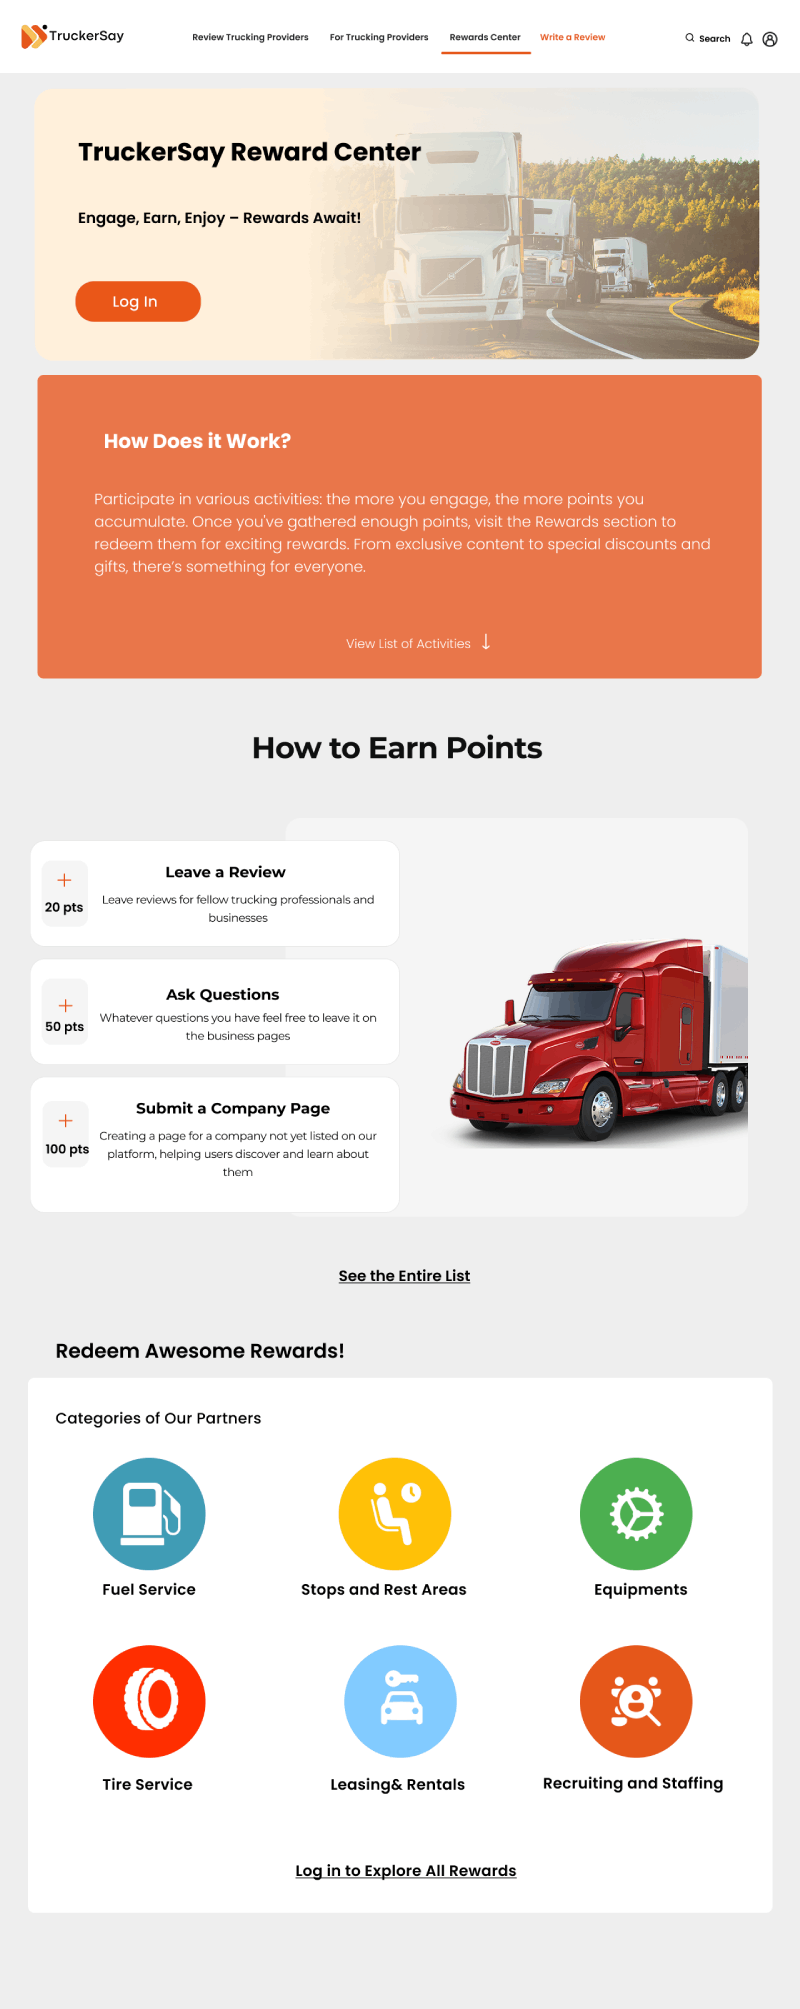 TruckerSay
Review Trucking Providers
For Trucking Providers
Rewards Center
Write a Review
Search
TruckerSay Reward Center
Engage, Earn, Enjoy – Rewards Await!
Log In
How Does it Work?
Participate in various activities: the more you engage, the more points you
accumulate. Once you've gathered enough points, visit the Rewards section to
redeem them for exciting rewards. From exclusive content to special discounts and
gifts, there's something for everyone.
View List of Activities ↓
How to Earn Points
+
20 pts
Leave a Review
Leave reviews for fellow trucking professionals and
businesses
+
50 pts
Ask Questions
Whatever questions you have feel free to leave it on
the business pages
+
100 pts
Submit a Company Page
Creating a page for a company not yet listed on our
platform, helping users discover and learn about
them
See the Entire List
Redeem Awesome Rewards!
Categories of Our Partners
Fuel Service
Stops and Rest Areas
Equipments
Tire Service
Leasing& Rentals
Recruiting and Staffing
Log in to Explore All Rewards